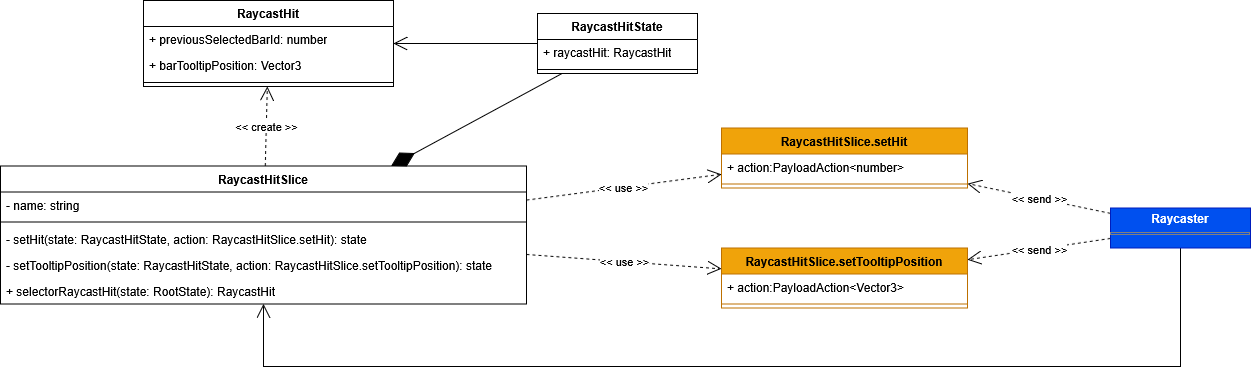 RaycastHit
+ previousSelectedBarId: number
+ barTooltipPosition: Vector3
RaycastHitState
+ raycastHit: RaycastHit
<< create >>
RaycastHitSlice
- name: string
- setHit(state: RaycastHitState, action: RaycastHitSlice.setHit): state
- setTooltipPosition(state: RaycastHitState, action: RaycastHitSlice.setTooltipPosition): state
+ selectorRaycastHit(state: RootState): RaycastHit
<< use >>
<< use >>
RaycastHitSlice.setHit
+ action:PayloadAction<number>
RaycastHitSlice.setTooltipPosition
+ action:PayloadAction<Vector3>
<< send >>
<< send >>
Raycaster